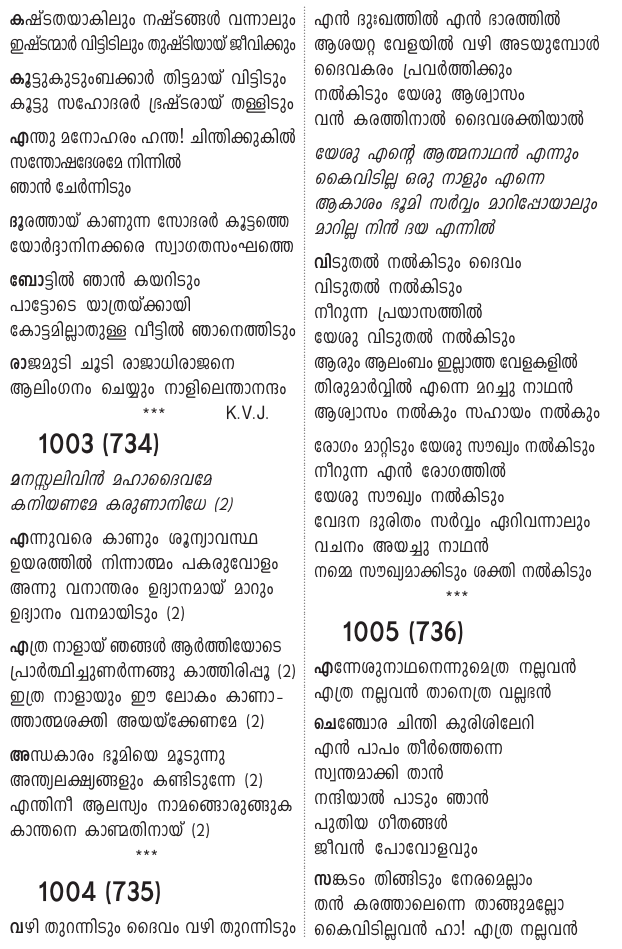 കഷ്ടതയാകിലും നഷ്ടങ്ങൾ വന്നാലും
ഇഷ്ടന്മാർ വിട്ടിടിലും തുഷ്ടിയായ് ജീവിക്കും
കൂട്ടുകുടുംബക്കാർ തിട്ടമായ് വിട്ടിടും
കൂട്ടു സഹോദരർ ഭ്രഷ്ടരായ് തള്ളിടും
എന്തു മനോഹരം ഹന്ത! ചിന്തിക്കുകിൽ
സന്തോഷദേശമേ നിന്നിൽ
ഞാൻ ചേർന്നിടും
ദൂരത്തായ് കാണുന്ന സോദരർ കൂട്ടത്തെ
യോർദ്ദാനിനക്കരെ സ്വാഗതസംഘത്തെ
ബോട്ടിൽ ഞാൻ കയറിടും
പാട്ടോടെ യാത്രയ്ക്കായി
കോട്ടമില്ലാതുള്ള വീട്ടിൽ ഞാനെത്തിടും
രാജമുടി ചൂടി രാജാധിരാജനെ
ആലിംഗനം ചെയ്യും നാളിലെന്താനന്ദം
*** K.V.J.
1003 (734)
മനസ്സലിവിൻ മഹാദൈവമേ
കനിയണമേ കരുണാനിധേ (2)
എന്നുവരെ കാണും ശൂന്യാവസ്ഥ
ഉയരത്തിൽ നിന്നാത്മം പകരുവോളം
അന്നു വനാന്തരം ഉദ്യാനമായ് മാറും
ഉദ്യാനം വനമായിടും (2)
എത്ര നാളായ് ഞങ്ങൾ ആർത്തിയോടെ
പ്രാർത്ഥിച്ചുണർന്നങ്ങു കാത്തിരിപ്പൂ (2)
ഇത്ര നാളായും ഈ ലോകം കാണാ-
ത്താത്മശക്തി അയയ്ക്കേണമേ (2)
അന്ധകാരം ഭൂമിയെ മൂടുന്നു
അന്ത്യലക്ഷ്യങ്ങളും കണ്ടിടുന്നേ (2)
എന്തിനീ ആലസ്യം നാമങ്ങൊരുങ്ങുക
കാന്തനെ കാണ്മതിനായ് (2)
***
1004 (735)
വഴി തുറന്നിടും ദൈവം വഴി തുറന്നിടും
എൻ ദുഃഖത്തിൽ എൻ ഭാരത്തിൽ
ആശയറ്റ വേളയിൽ വഴി അടയുമ്പോൾ
ദൈവകരം പ്രവർത്തിക്കും
നൽകിടും യേശു ആശ്വാസം
വൻ കരത്തിനാൽ ദൈവശക്തിയാൽ
യേശു എന്റെ ആത്മനാഥൻ എന്നും
കൈവിടില്ല ഒരു നാളും എന്നെ
ആകാശം ഭൂമി സർവ്വം മാറിപ്പോയാലും
മാറില്ല നിൻ ദയ എന്നിൽ
വിടുതൽ നൽകിടും ദൈവം
വിടുതൽ നൽകിടും
നീറുന്ന പ്രയാസത്തിൽ
യേശു വിടുതൽ നൽകിടും
ആരും ആലംബം ഇല്ലാത്ത വേളകളിൽ
തിരുമാർവ്വിൽ എന്നെ മറച്ചു നാഥൻ
ആശ്വാസം നൽകും സഹായം നൽകും
രോഗം മാറ്റിടും യേശു സൗഖ്യം നൽകിടും
നീറുന്ന എൻ രോഗത്തിൽ
യേശു സൗഖ്യം നൽകിടും
വേദന ദുരിതം സർവ്വം ഏറിവന്നാലും
വചനം അയച്ചു നാഥൻ
നമ്മെ സൗഖ്യമാക്കിടും ശക്തി നൽകിടും
***
1005 (736)
എന്നേശുനാഥനെന്നുമെത്ര നല്ലവൻ
എത്ര നല്ലവൻ താനെത്ര വല്ലഭൻ
ചെഞ്ചോര ചിന്തി കുരിശിലേറി
എൻ പാപം തീർത്തെന്നെ
സ്വന്തമാക്കി താൻ
നന്ദിയാൽ പാടും ഞാൻ
പുതിയ ഗീതങ്ങൾ
ജീവൻ പോവോളവും
സങ്കടം തിങ്ങിടും നേരമെല്ലാം
തൻ കരത്താലെന്നെ താങ്ങുമല്ലോ
കൈവിടില്ലവൻ ഹാ! എത്ര നല്ലവൻ